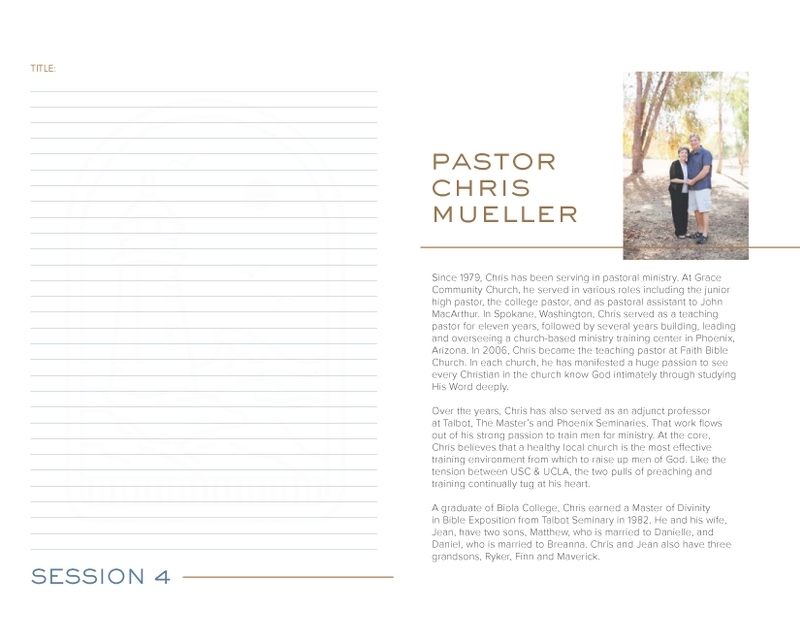 TITLE:
SESSION 4
PASTOR
CHRIS
MUELLER
Since 1979, Chris has been serving in pastoral ministry. At Grace
Community Church, he served in various roles including the junior
high pastor, the college pastor, and as pastoral assistant to John
MacArthur. In Spokane, Washington, Chris served as a teaching
pastor for eleven years, followed by several years building, leading
and overseeing a church-based ministry training center in Phoenix,
Arizona. In 2006, Chris became the teaching pastor at Faith Bible
Church. In each church, he has manifested a huge passion to see
every Christian in the church know God intimately through studying
His Word deeply.
Over the years, Chris has also served as an adjunct professor
at Talbot, The Master's and Phoenix Seminaries. That work flows
out of his strong passion to train men for ministry. At the core,
Chris believes that a healthy local church is the most effective
training environment from which to raise up men of God. Like the
tension between USC & UCLA, the two pulls of preaching and
training continually tug at his heart.
A graduate of Biola College, Chris earned a Master of Divinity
in Bible Exposition from Talbot Seminary in 1982. He and his wife,
Jean, have two sons, Matthew, who is married to Danielle, and
Daniel, who is married to Breanna. Chris and Jean also have three
grandsons, Ryker, Finn and Maverick.